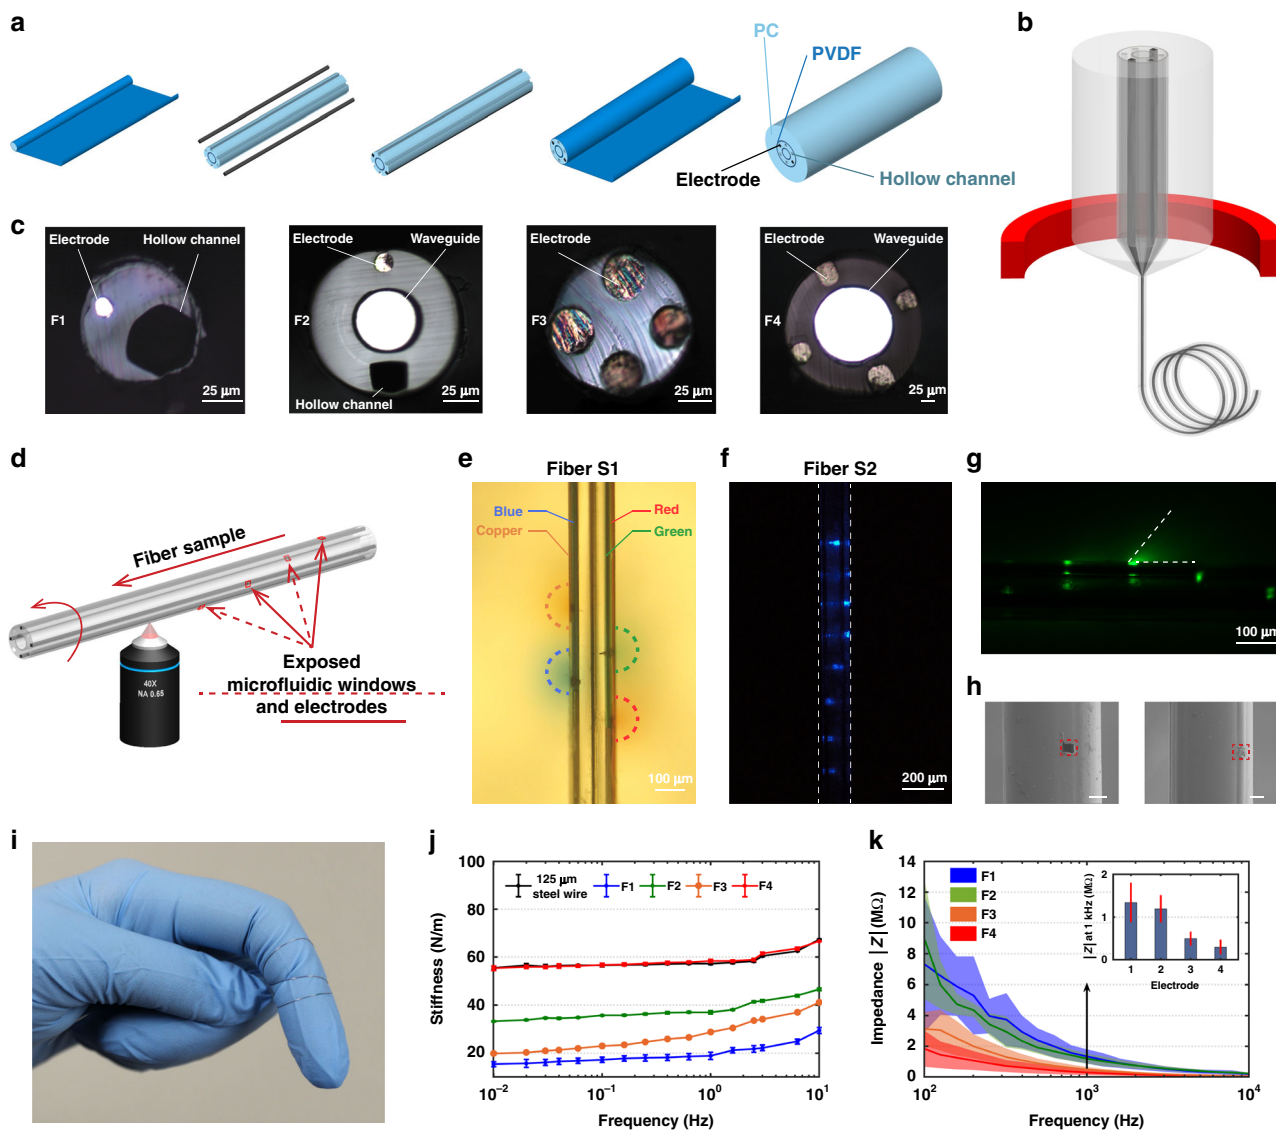 a
PC
PVDF
Electrode
Hollow channel
b
c
Electrode
Hollow channel
F1
25 μm
Electrode
Waveguide
F2
Hollow channel
25 μm
Electrode
F3
25 μm
Electrode
Waveguide
F4
25 μm
d
Fiber sample
40X
NA 0.65
Exposed
microfluidic windows
and electrodes
e
Fiber S1
Blue
Copper
Red
Green
100 μm
f
Fiber S2
200 μm
g
100 μm
h
i
j
Stiffness (N/m)
100
80
60
40
20
125 μm
steel wire
F1
F2
F3
F4
10⁻²
10⁻¹
10⁰
10¹
Frequency (Hz)
k
Impedance |Z| (MΩ)
14
12
10
8
6
4
2
0
F1
F2
F3
F4
|Z| at 1 kHz (MΩ)
2
1
0
1 2 3 4
Electrode
10²
10³
10⁴
Frequency (Hz)